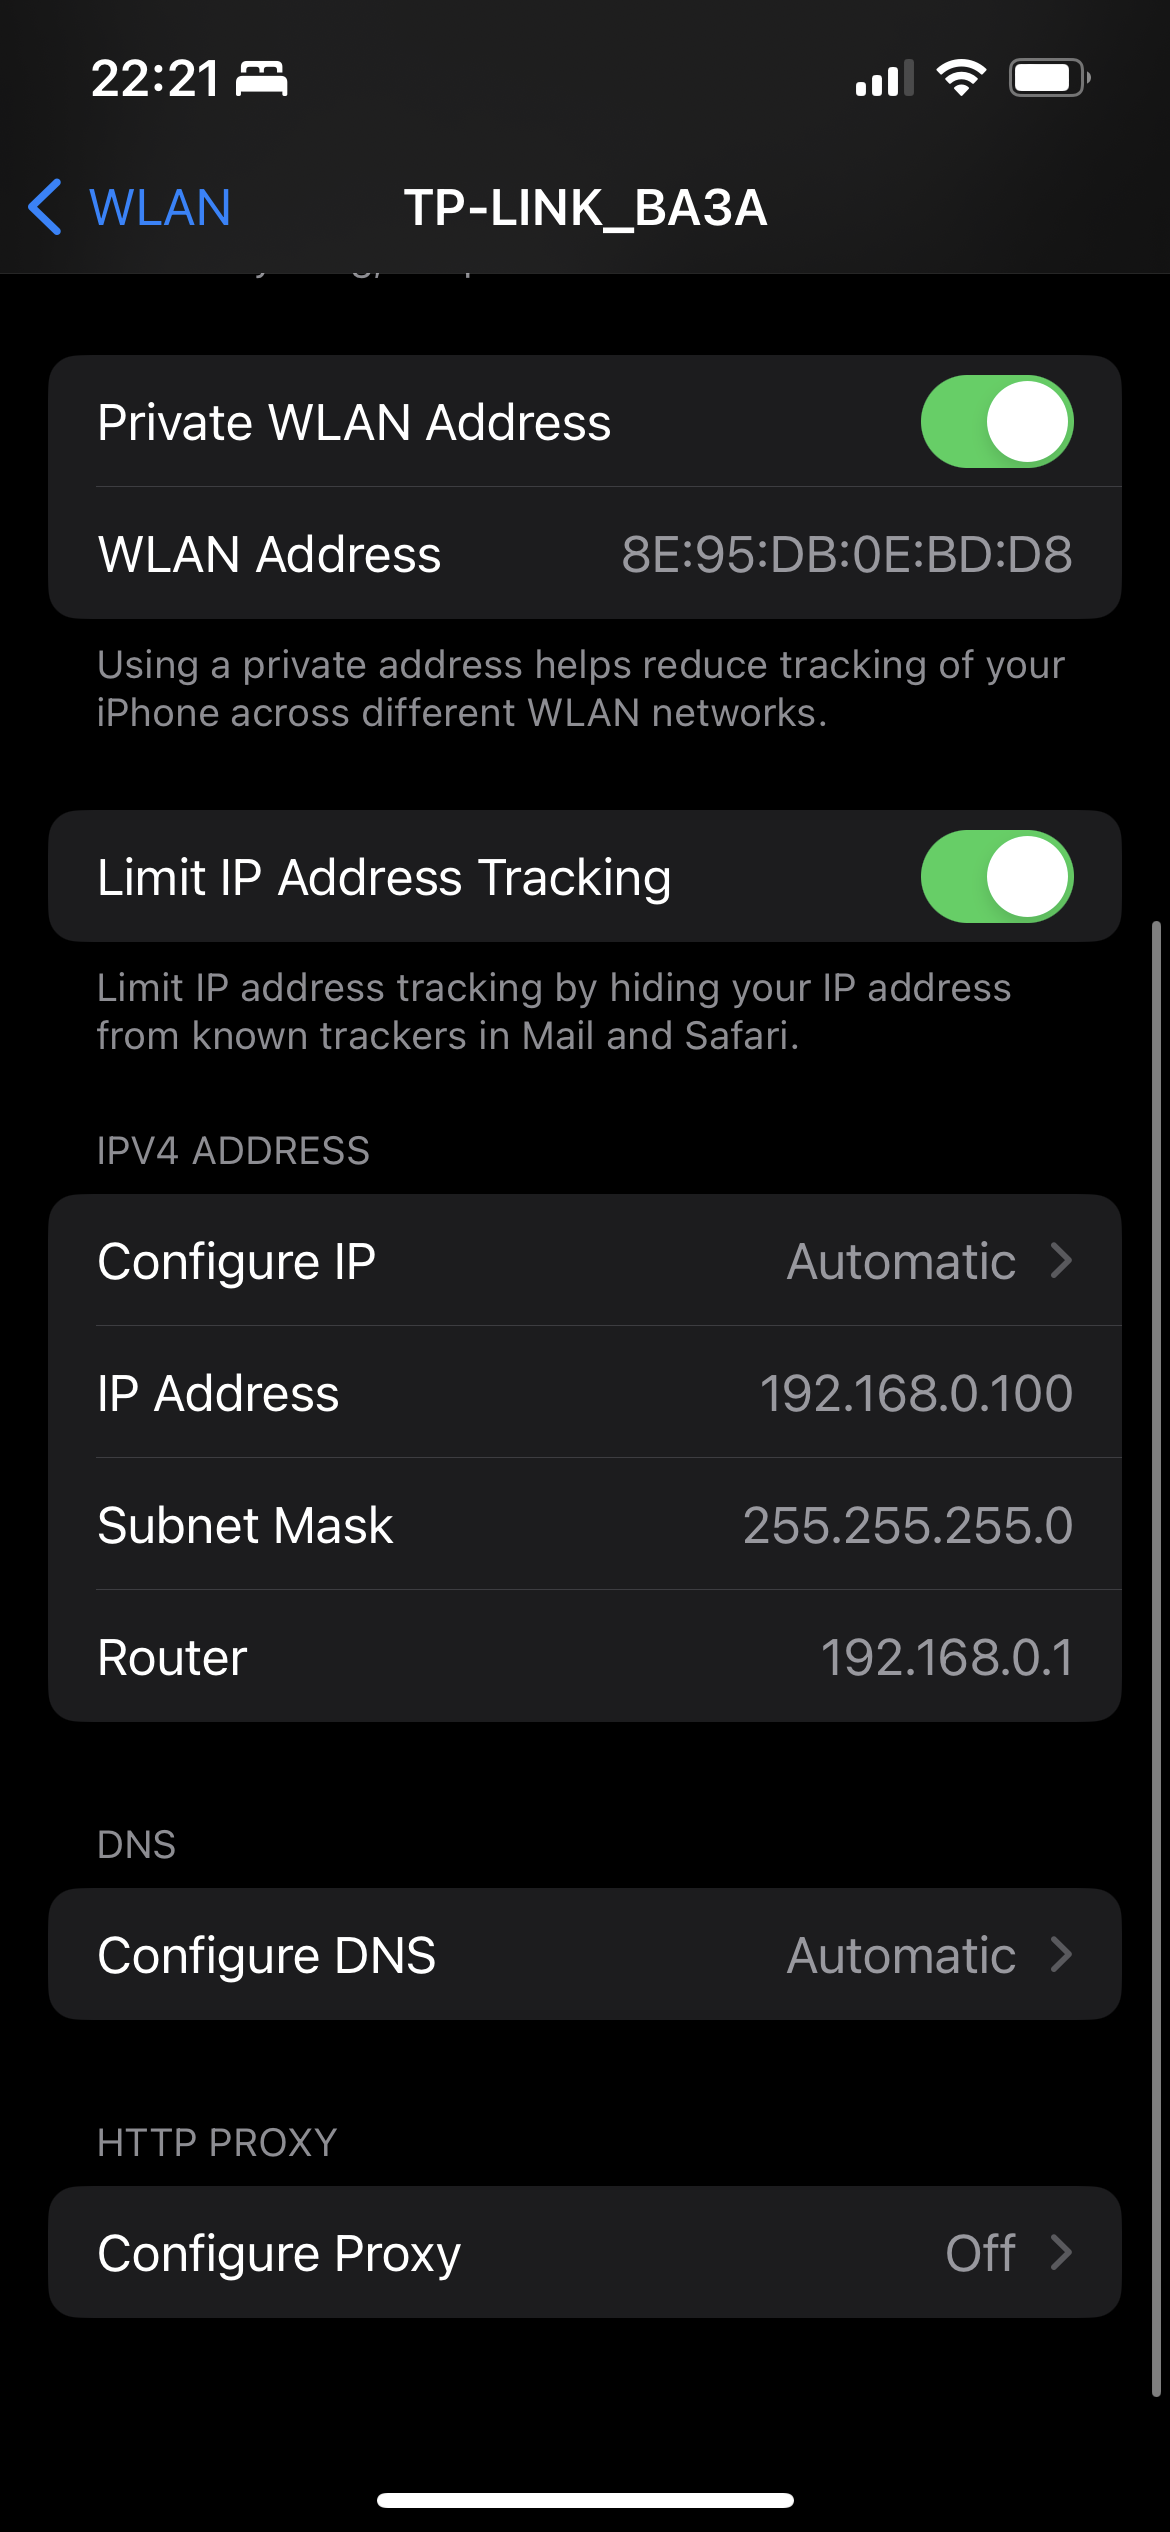 22:21
WLAN
TP-LINK_BA3A
Private WLAN Address
WLAN Address 8E:95:DB:0E:BD:D8
Using a private address helps reduce tracking of your
iPhone across different WLAN networks.
Limit IP Address Tracking
Limit IP address tracking by hiding your IP address
from known trackers in Mail and Safari.
IPV4 ADDRESS
Configure IP Automatic
IP Address 192.168.0.100
Subnet Mask 255.255.255.0
Router 192.168.0.1
DNS
Configure DNS Automatic
HTTP PROXY
Configure Proxy Off